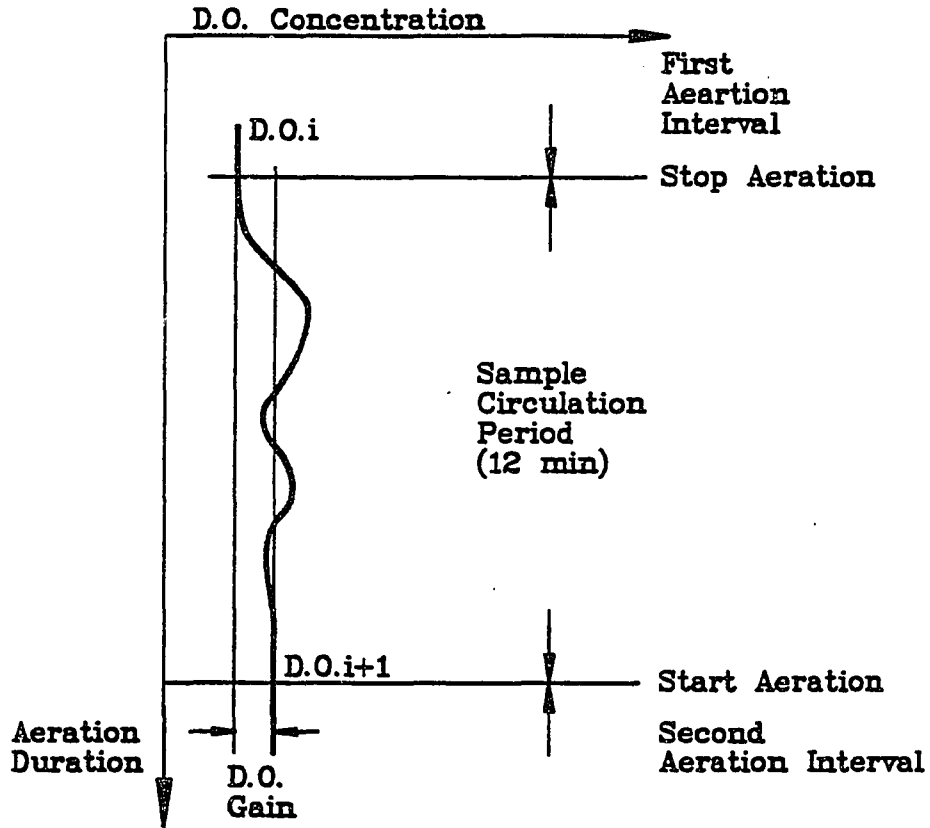 D.O. Concentration
First
Aeartion
Interval
D.O.i
Stop Aeration
Sample
Circulation
Period
(12 min)
D.O.i+1
Start Aeration
Aeration
Duration
D.O.
Gain
Second
Aeration Interval